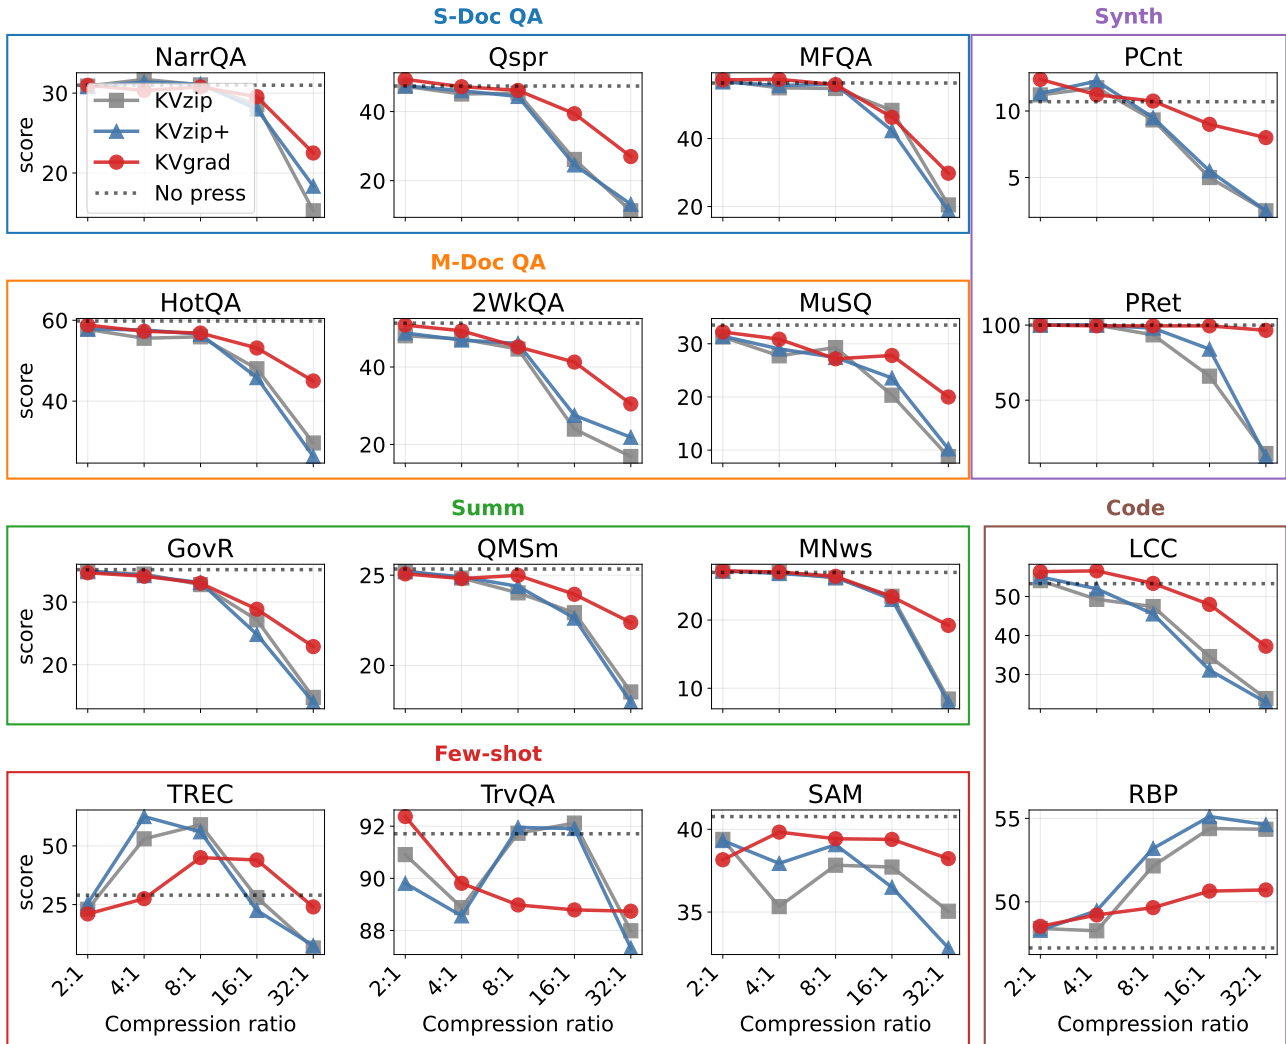 S-Doc QA
Synth
NarrQA
Qspr
MFQA
PCnt
score
30
20
KVzip
KVzip+
KVgrad
No press
40
20
40
20
10
5
M-Doc QA
HotQA
2WkQA
MuSQ
PRet
score
60
40
40
20
30
20
10
100
50
Summ
Code
GovR
QMSm
MNws
LCC
score
30
20
25
20
20
10
50
40
30
Few-shot
TREC
TrvQA
SAM
RBP
score
50
25
92
90
88
40
35
55
50
2:1 4:1 8:1 16:1 32:1
2:1 4:1 8:1 16:1 32:1
2:1 4:1 8:1 16:1 32:1
2:1 4:1 8:1 16:1 32:1
Compression ratio
Compression ratio
Compression ratio
Compression ratio